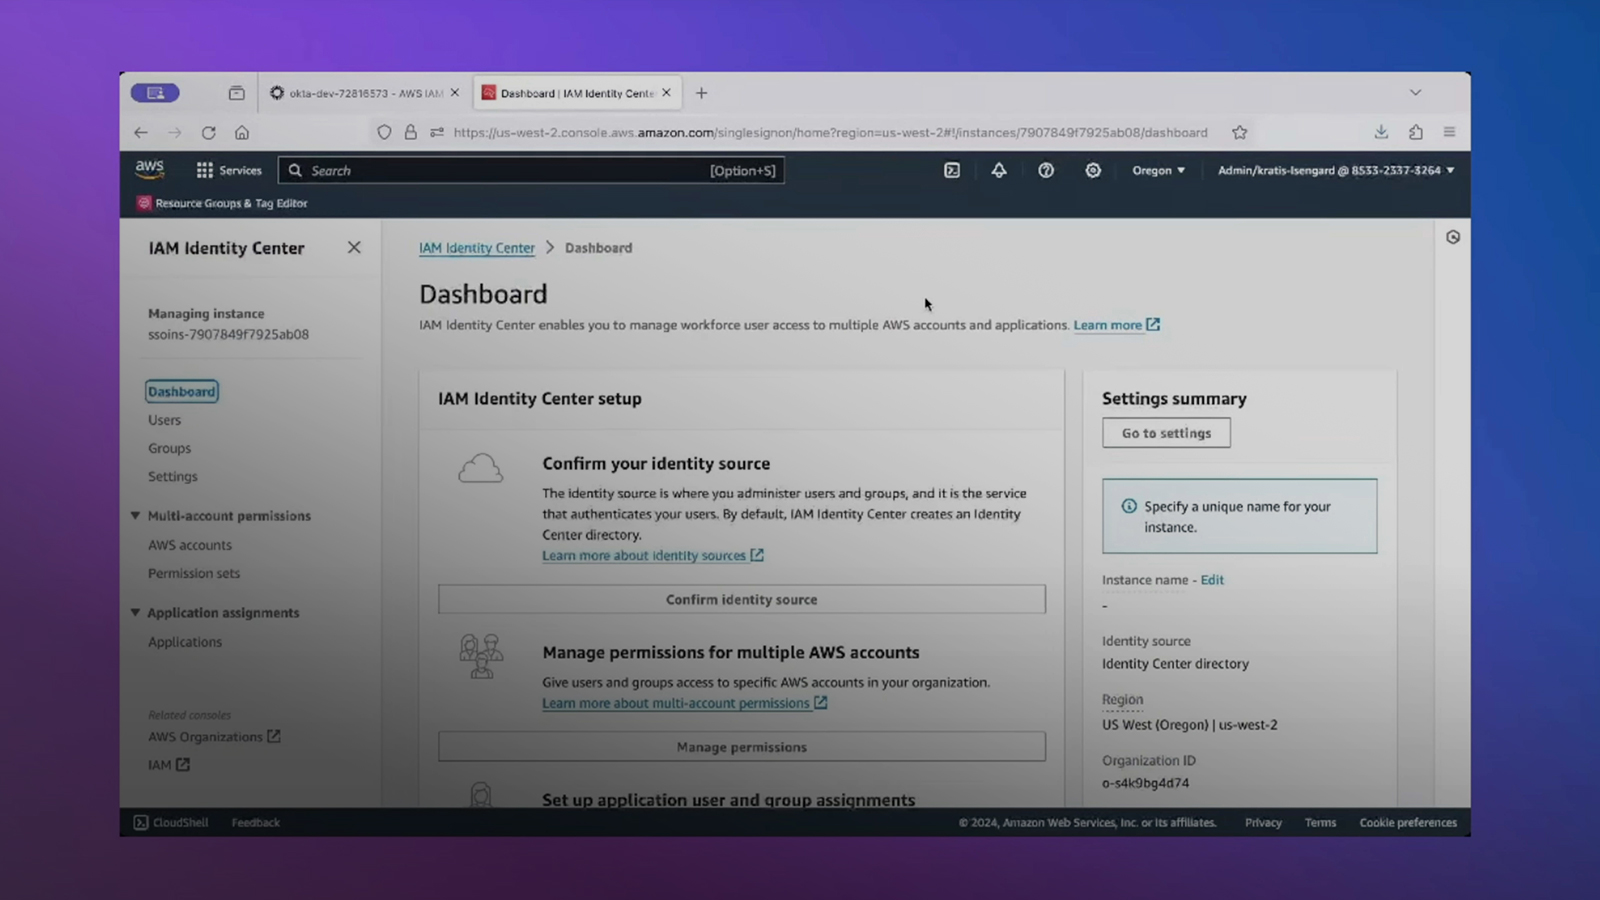 okta-dev-72816573 - AWS IAM
Dashboard | IAM Identity Cente
https://us-west-2.console.aws.amazon.com/singlesignon/home?region=us-west-2#!/instances/7907849f7925ab08/dashboard
aws
Services
Search
[Option+S]
Oregon
Admin/kratis-Isengard @ 8533-2337-3264
Resource Groups & Tag Editor
IAM Identity Center
Managing instance
ssoins-7907849f7925ab08
Dashboard
Users
Groups
Settings
Multi-account permissions
AWS accounts
Permission sets
Application assignments
Applications
Related consoles
AWS Organizations
IAM
IAM Identity Center > Dashboard
Dashboard
IAM Identity Center enables you to manage workforce user access to multiple AWS accounts and applications. Learn more
IAM Identity Center setup
Confirm your identity source
The identity source is where you administer users and groups, and it is the service
that authenticates your users. By default, IAM Identity Center creates an Identity
Center directory.
Learn more about identity sources
Confirm identity source
Manage permissions for multiple AWS accounts
Give users and groups access to specific AWS accounts in your organization.
Learn more about multi-account permissions
Manage permissions
Set up application user and group assignments
Settings summary
Go to settings
Specify a unique name for your
instance.
Instance name - Edit
-
Identity source
Identity Center directory
Region
US West (Oregon) | us-west-2
Organization ID
o-s4k9bg4d74
CloudShell
Feedback
© 2024, Amazon Web Services, Inc. or its affiliates.
Privacy
Terms
Cookie preferences